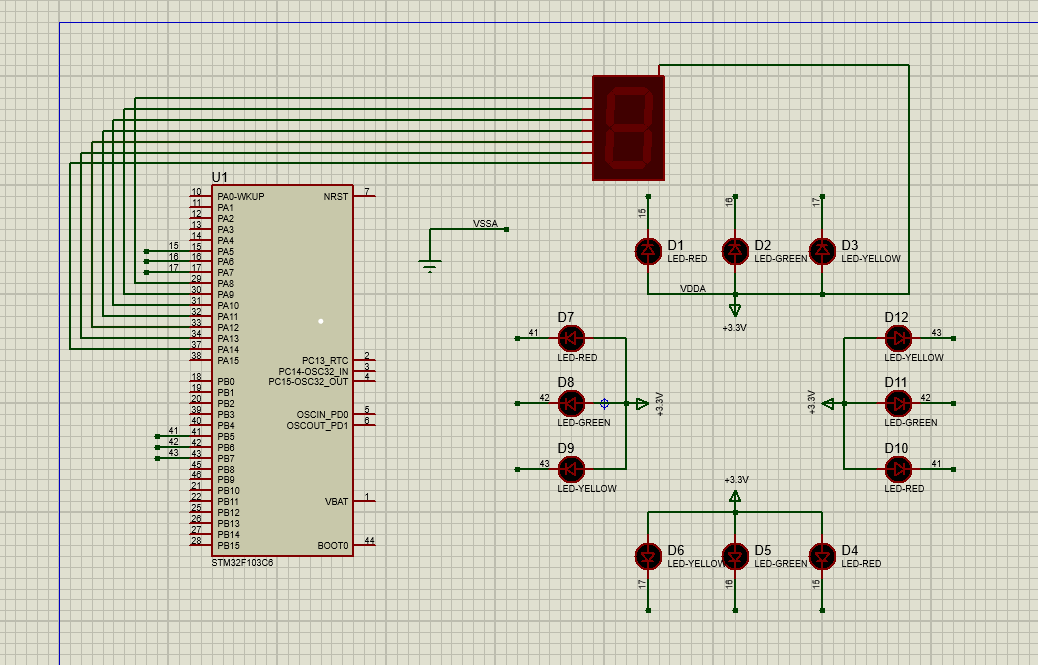 U1
10 PA0-WKUP NRST 7
11 PA1
12 PA2
13 PA3
14 PA4
15 15 PA5
16 16 PA6
17 17 PA7
29 PA8
30 PA9
31 PA10
32 PA11
33 PA12
34 PA13
37 PA14
38 PA15
PC13_RTC 2
PC14-OSC32_IN 3
PC15-OSC32_OUT 4
18 PB0
19 PB1
20 PB2
39 PB3
40 PB4
41 41 PB5
42 42 PB6
43 43 PB7
45 PB8
46 PB9
21 PB10
22 PB11
25 PB12
26 PB13
27 PB14
28 PB15
OSCIN_PD0 5
OSCOUT_PD1 6
VBAT 1
BOOT0 44
STM32F103C6
VSSA
15
16
17
D1
LED-RED
D2
LED-GREEN
D3
LED-YELLOW
VDDA
+3.3V
D7
41
LED-RED
D8
42
LED-GREEN
+3.3V
D9
43
LED-YELLOW
D12
43
LED-YELLOW
+3.3V
D11
42
LED-GREEN
D10
41
LED-RED
+3.3V
D6
LED-YELLOW
D5
LED-GREEN
D4
LED-RED
17
16
15